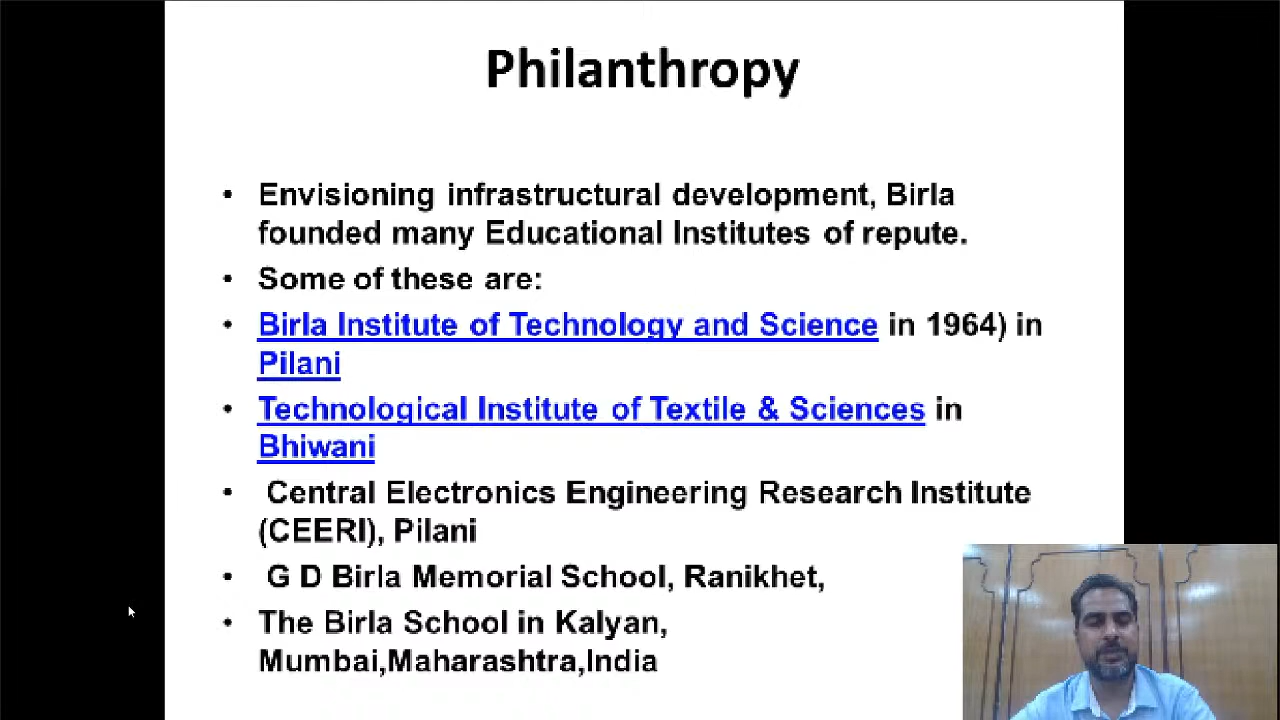 Philanthropy
• Envisioning infrastructural development, Birla
founded many Educational Institutes of repute.
• Some of these are:
• Birla Institute of Technology and Science in 1964) in
Pilani
• Technological Institute of Textile & Sciences in
Bhiwani
• Central Electronics Engineering Research Institute
(CEERI), Pilani
• G D Birla Memorial School, Ranikhet,
• The Birla School in Kalyan,
Mumbai,Maharashtra,India